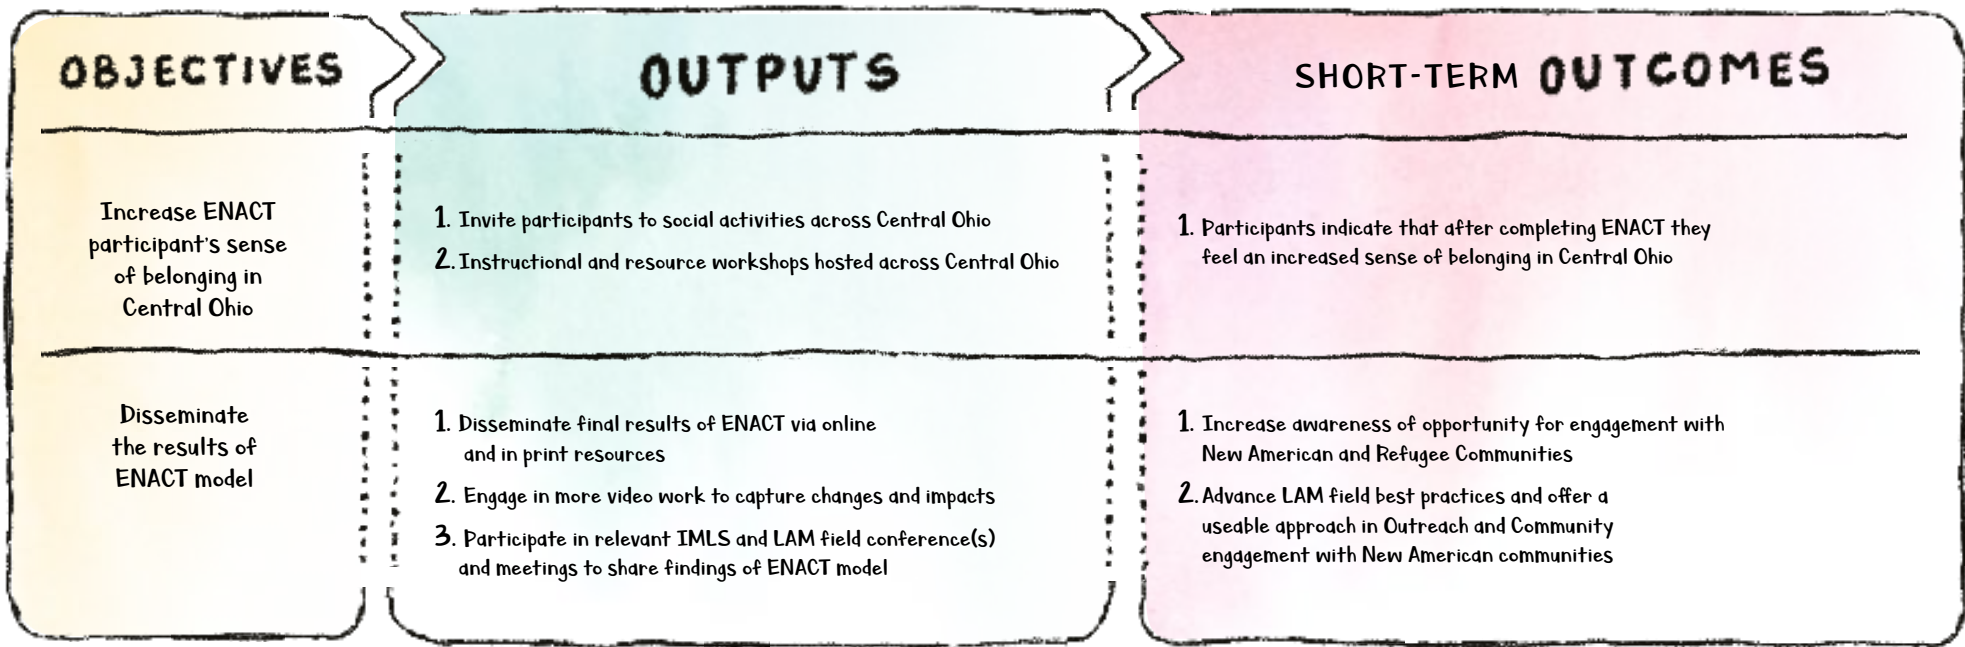 OBJECTIVES
OUTPUTS
SHORT-TERM OUTCOMES
Increase ENACT
participant's sense
of belonging in
Central Ohio
1. Invite participants to social activities across Central Ohio
2. Instructional and resource workshops hosted across Central Ohio
1. Participants indicate that after completing ENACT they
feel an increased sense of belonging in Central Ohio
Disseminate
the results of
ENACT model
1. Disseminate final results of ENACT via online
and in print resources
2. Engage in more video work to capture changes and impacts
3. Participate in relevant IMLS and LAM field conference(s)
and meetings to share findings of ENACT model
1. Increase awareness of opportunity for engagement with
New American and Refugee Communities
2. Advance LAM field best practices and offer a
useable approach in Outreach and Community
engagement with New American communities